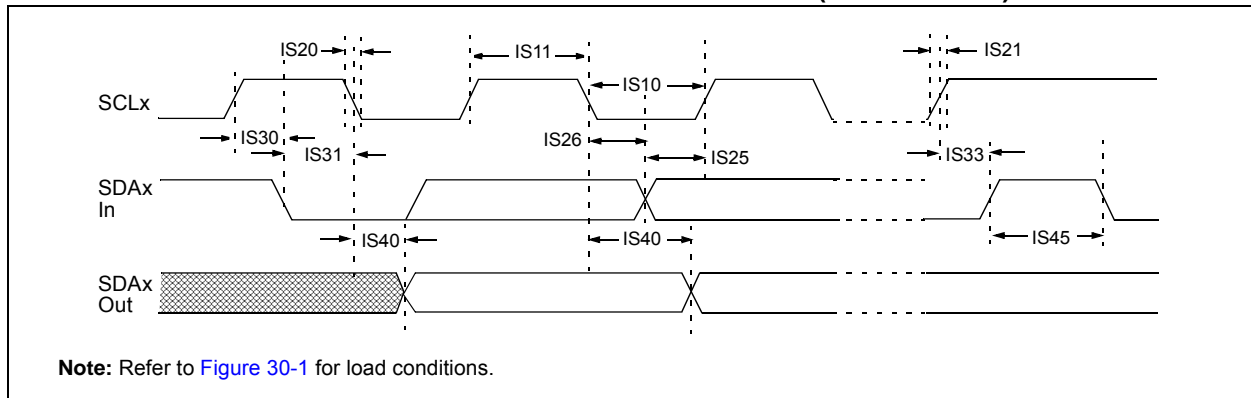 IS20
IS11
IS21
IS10
SCLx
IS30
IS26
IS31
IS25
IS33
SDAx
In
IS40
IS40
IS45
SDAx
Out
Note: Refer to Figure 30-1 for load conditions.